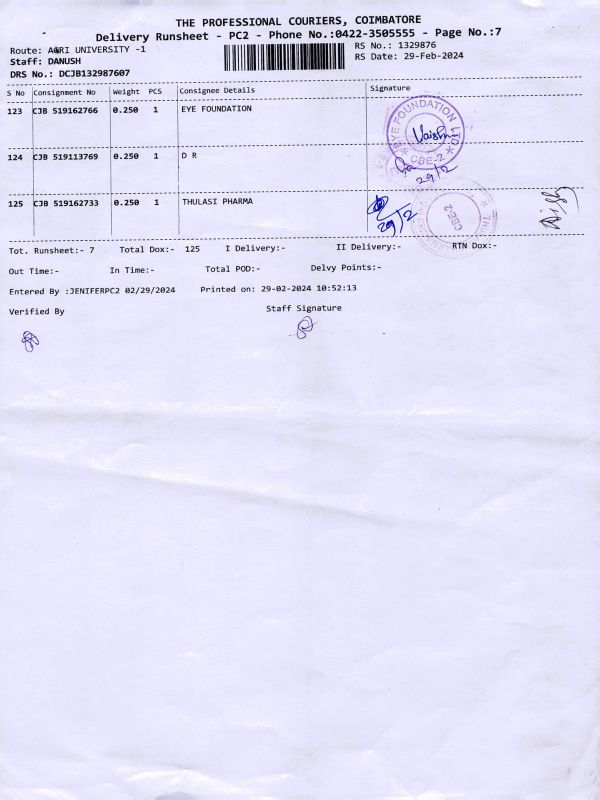 THE PROFESSIONAL COURIERS, COIMBATORE
Delivery Runsheet - PC2 - Phone No.:0422-3505555 - Page No.:7
Route: AGRI UNIVERSITY -1
RS No.: 1329876
Staff: DANUSH
RS Date: 29-Feb-2024
DRS No.: DCJB132987607
S No Consignment No Weight PCS Consignee Details Signature
123 CJB 519162766 0.250 1 EYE FOUNDATION
EYE FOUNDATION LTD
CBE-2
124 CJB 519113769 0.250 1 D R
29/2
125 CJB 519162733 0.250 1 THULASI PHARMA
29/2
CBE-2
Tot. Runsheet:- 7 Total Dox:- 125 I Delivery:- II Delivery:- RTN Dox:-
Out Time:- In Time:- Total POD:- Delvy Points:-
Entered By :JENIFERPC2 02/29/2024 Printed on: 29-02-2024 10:52:13
Verified By Staff Signature